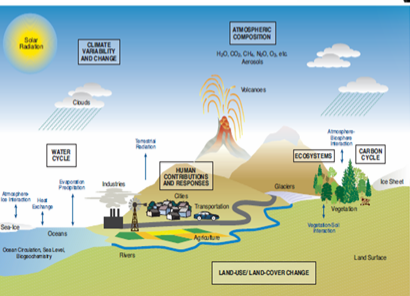 Solar
Radiation
CLIMATE
VARIABILITY
AND CHANGE
ATMOSPHERIC
COMPOSITION
H₂O, CO₂, CH₄, N₂O, O₃, etc.
Aerosols
Clouds
Volcanoes
WATER
CYCLE
Terrestrial
Radiation
Atmosphere-
Biosphere
Interaction
CARBON
CYCLE
ECOSYSTEMS
HUMAN
CONTRIBUTIONS
AND RESPONSES
Evaporation
Precipitation
Industries
Cities
Transportation
Glaciers
Ice Sheet
Atmosphere-
Ice Interaction
Heat
Exchange
Vegetation
Sea-Ice
Oceans
Agriculture
Vegetation-Soil
Interaction
Ocean Circulation, Sea Level,
Biogeochemistry
Rivers
Land Surface
LAND-USE/ LAND-COVER CHANGE